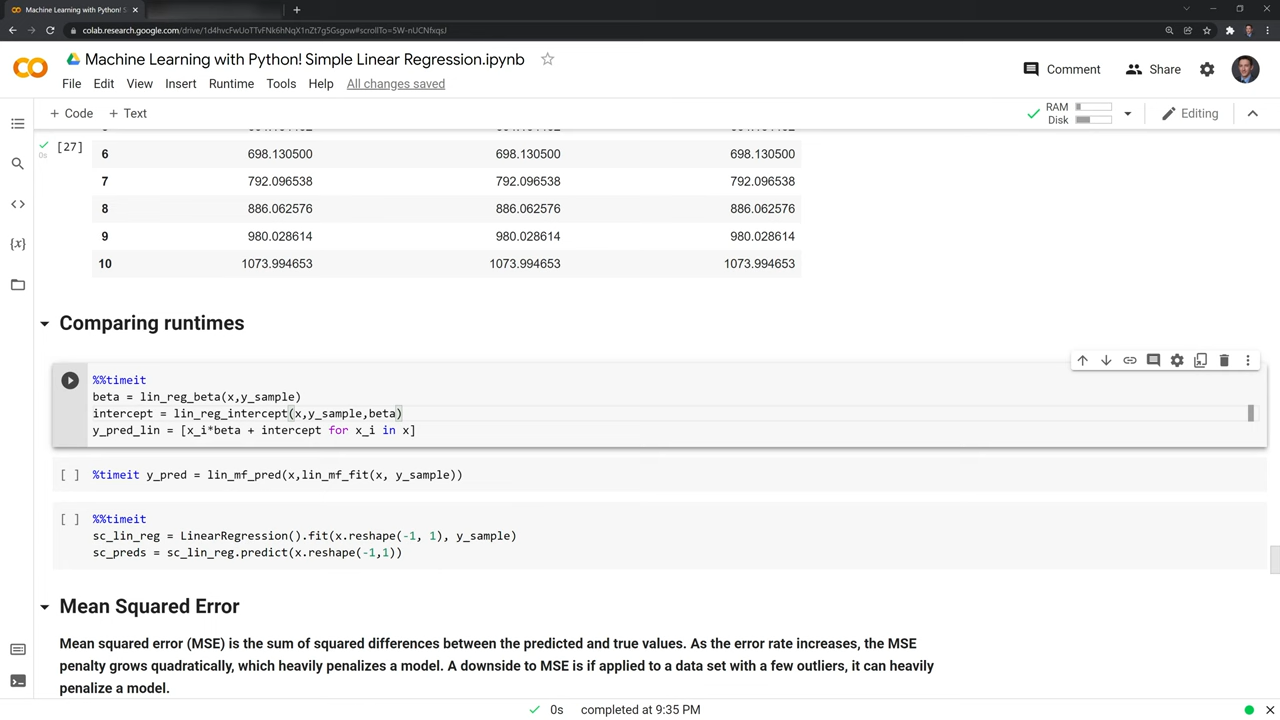 Machine Learning with Python! S
colab.research.google.com/drive/1d4hvcFwUoTTvFNk6hNqX1nZt7g5Gsgow#scrollTo=5W-nUCNfxqsJ
Machine Learning with Python! Simple Linear Regression.ipynb
Comment
Share
File Edit View Insert Runtime Tools Help All changes saved
+ Code + Text
RAM
Disk
Editing
[27]
0s
6 698.130500 698.130500 698.130500
7 792.096538 792.096538 792.096538
8 886.062576 886.062576 886.062576
9 980.028614 980.028614 980.028614
10 1073.994653 1073.994653 1073.994653
Comparing runtimes
%%timeit
beta = lin_reg_beta(x,y_sample)
intercept = lin_reg_intercept(x,y_sample,beta)
y_pred_lin = [x_i*beta + intercept for x_i in x]
[ ] %timeit y_pred = lin_mf_pred(x,lin_mf_fit(x, y_sample))
[ ] %%timeit
sc_lin_reg = LinearRegression().fit(x.reshape(-1, 1), y_sample)
sc_preds = sc_lin_reg.predict(x.reshape(-1,1))
Mean Squared Error
Mean squared error (MSE) is the sum of squared differences between the predicted and true values. As the error rate increases, the MSE
penalty grows quadratically, which heavily penalizes a model. A downside to MSE is if applied to a data set with a few outliers, it can heavily
penalize a model.
0s completed at 9:35 PM